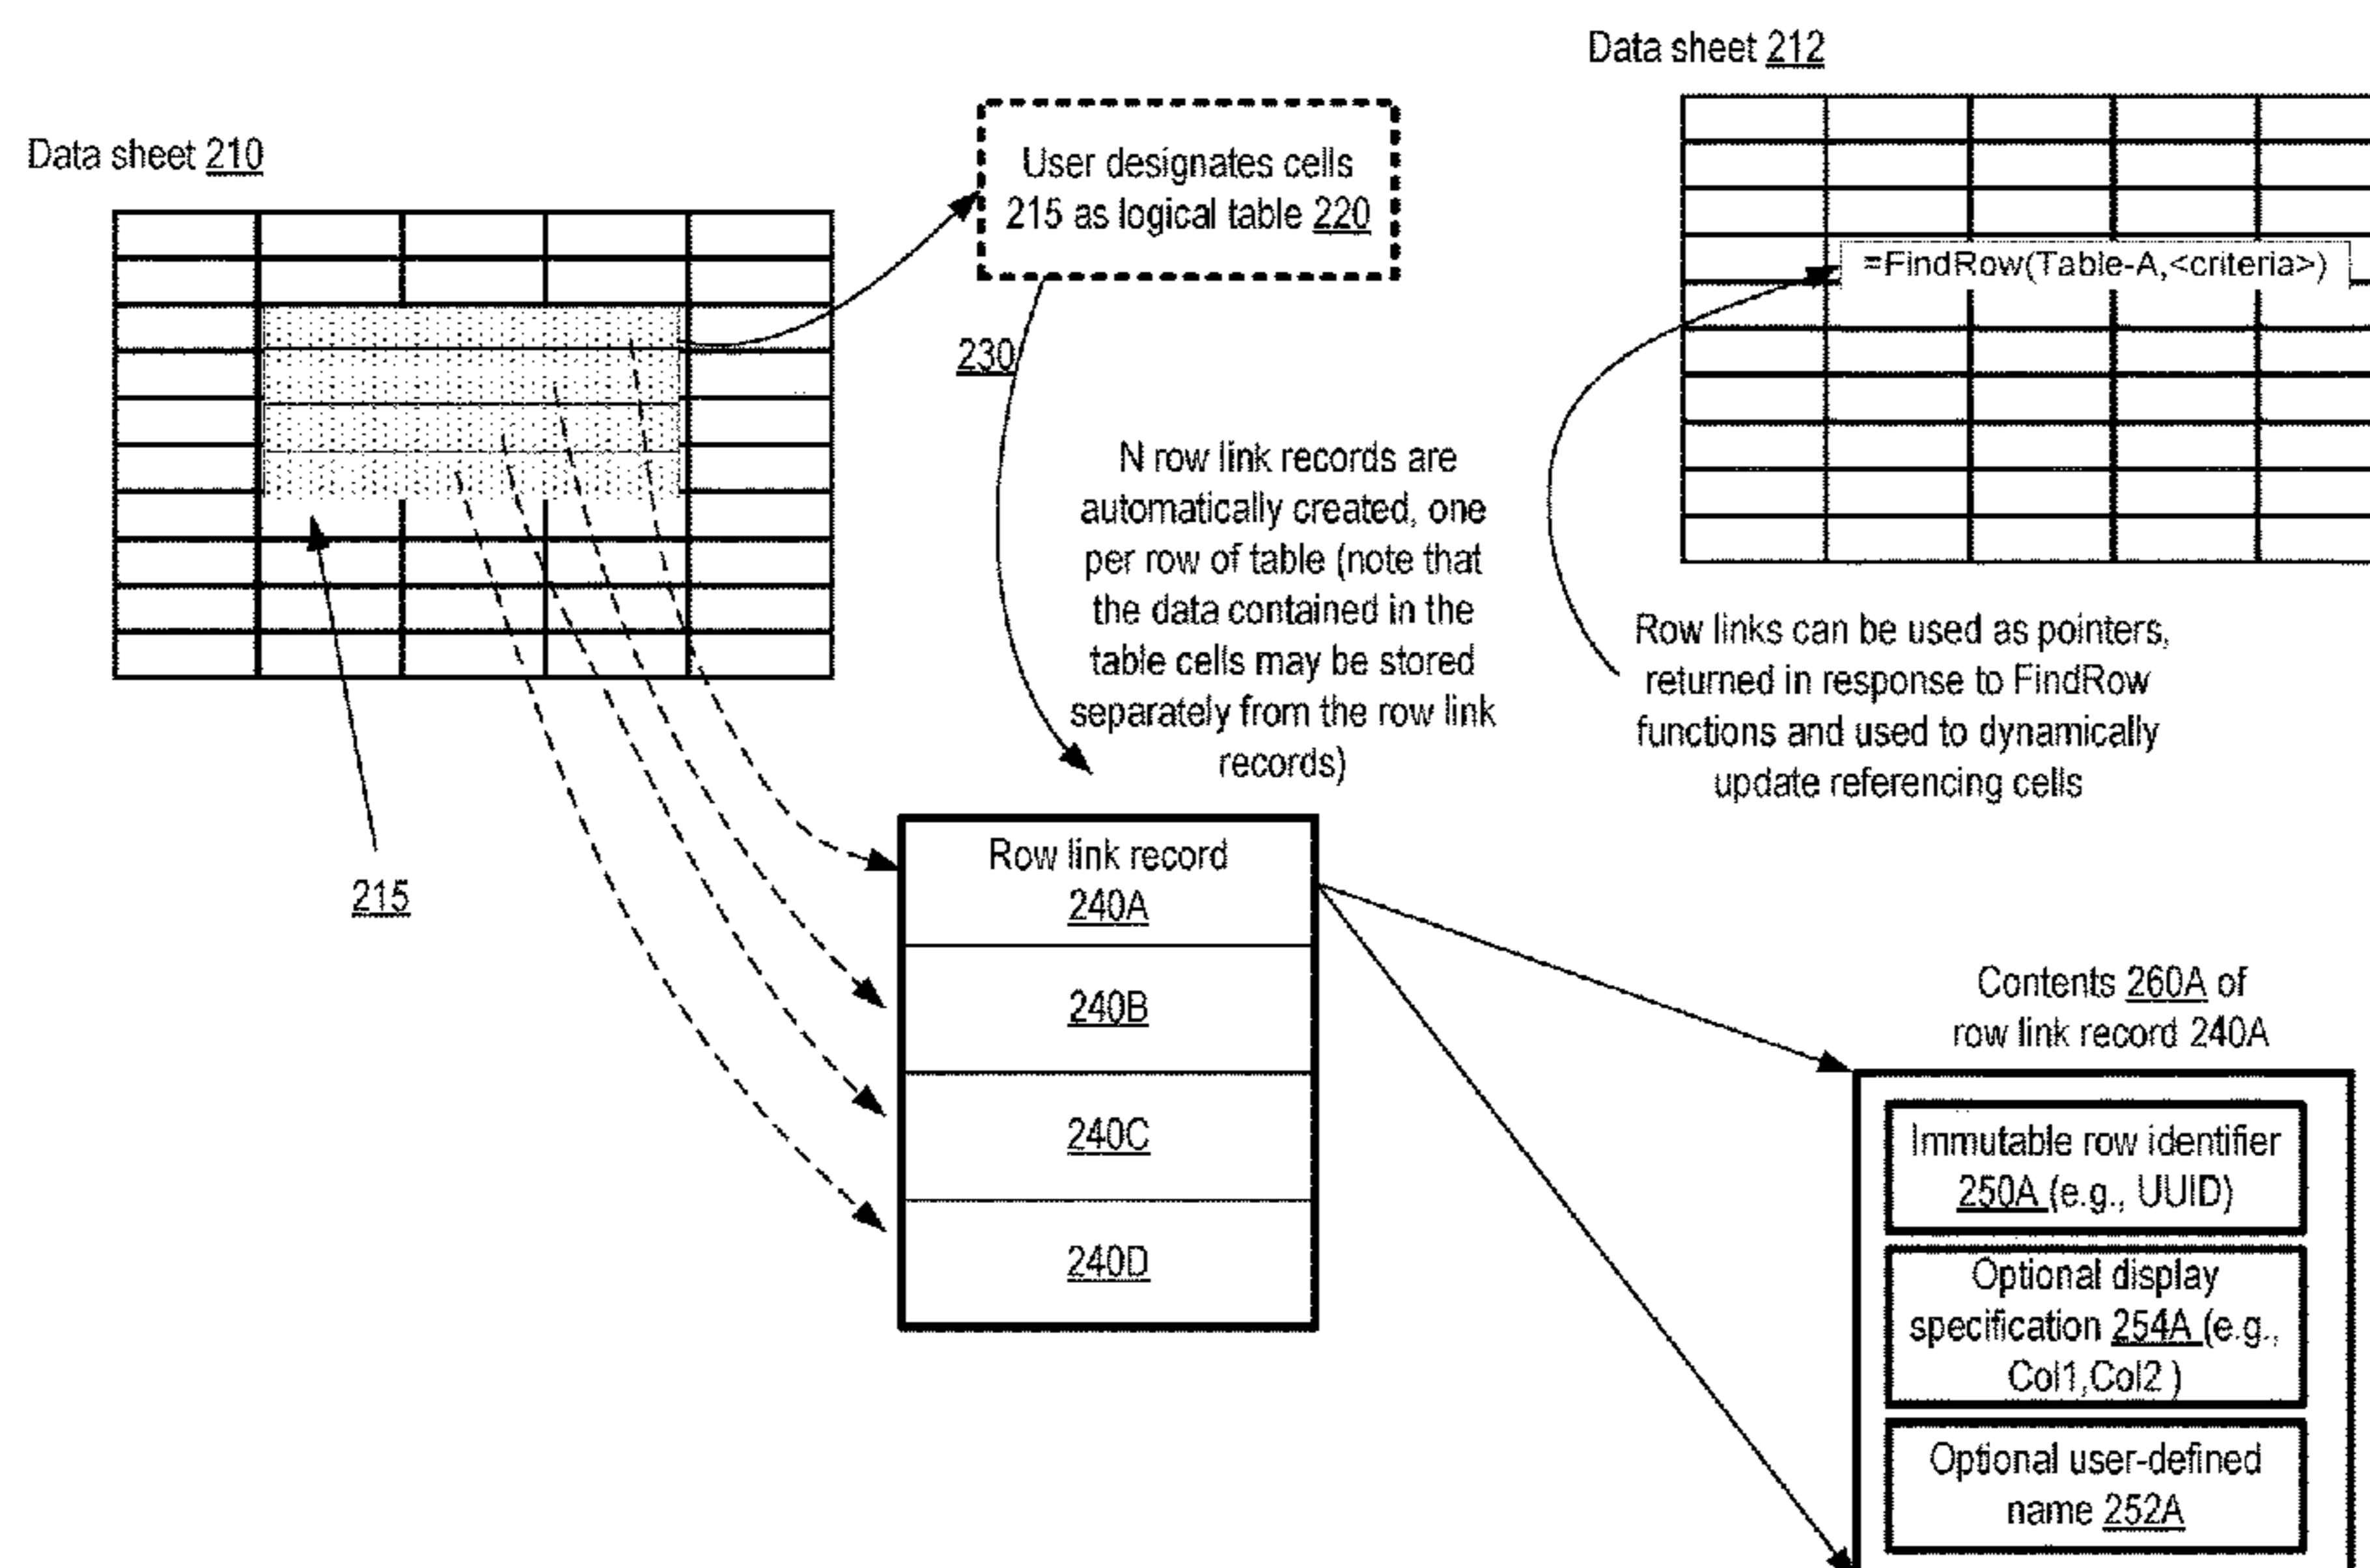 Data sheet 212
Data sheet 210
User designates cells
215 as logical table 220
=FindRow(Table-A,<criteria>)
230
N row link records are
automatically created, one
per row of table (note that
the data contained in the
table cells may be stored
separately from the row link
records)
Row links can be used as pointers,
returned in response to FindRow
functions and used to dynamically
update referencing cells
215
Row link record
240A
240B
240C
240D
Contents 260A of
row link record 240A
Immutable row identifier
250A (e.g., UUID)
Optional display
specification 254A (e.g.,
Col1,Col2 )
Optional user-defined
name 252A